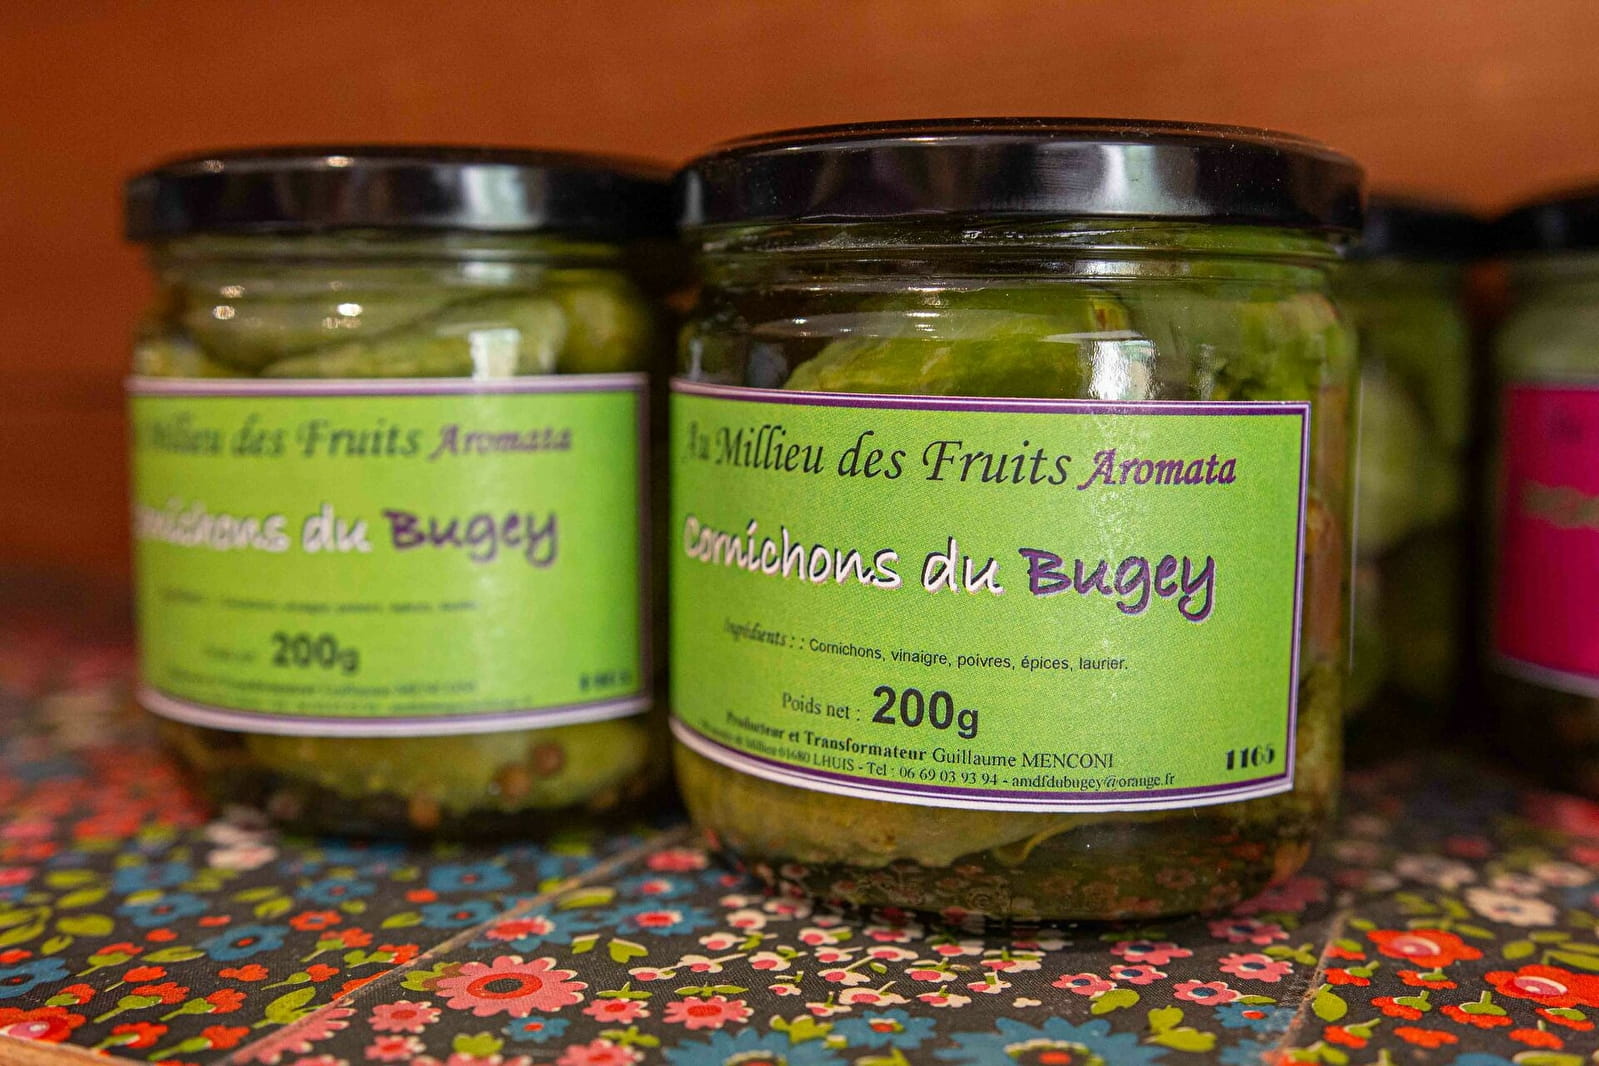 Millieu des Fruits Aromata
du Bugey
200g
Au Millieu des Fruits Aromata
Cornichons du Bugey
Ingrédients : : Cornichons, vinaigre, poivres, épices, laurier.
Poids net : 200g
Producteur et Transformateur Guillaume MENCONI
01680 LHUIS - Tel : 06 69 03 93 94 - amdfdubugey@orange.fr
1165